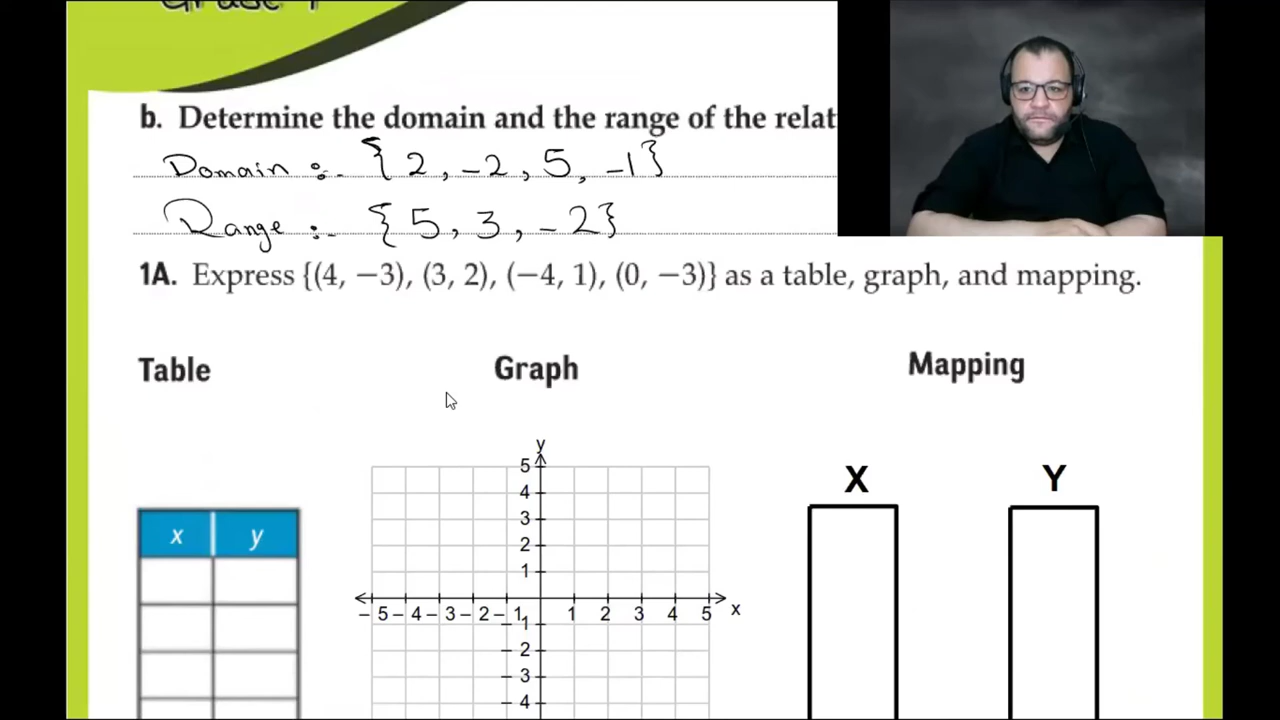 Grade 9
b. Determine the domain and the range of the relat
Domain :- { 2 , -2 , 5 , -1 }
Range :- { 5 , 3 , -2 }
1A. Express {(4, −3), (3, 2), (−4, 1), (0, −3)} as a table, graph, and mapping.
Table
Graph
Mapping
x y
y
5
4
3
2
1
−5 −4 −3 −2 −1 1 2 3 4 5 x
−1
−2
−3
−4
X
Y